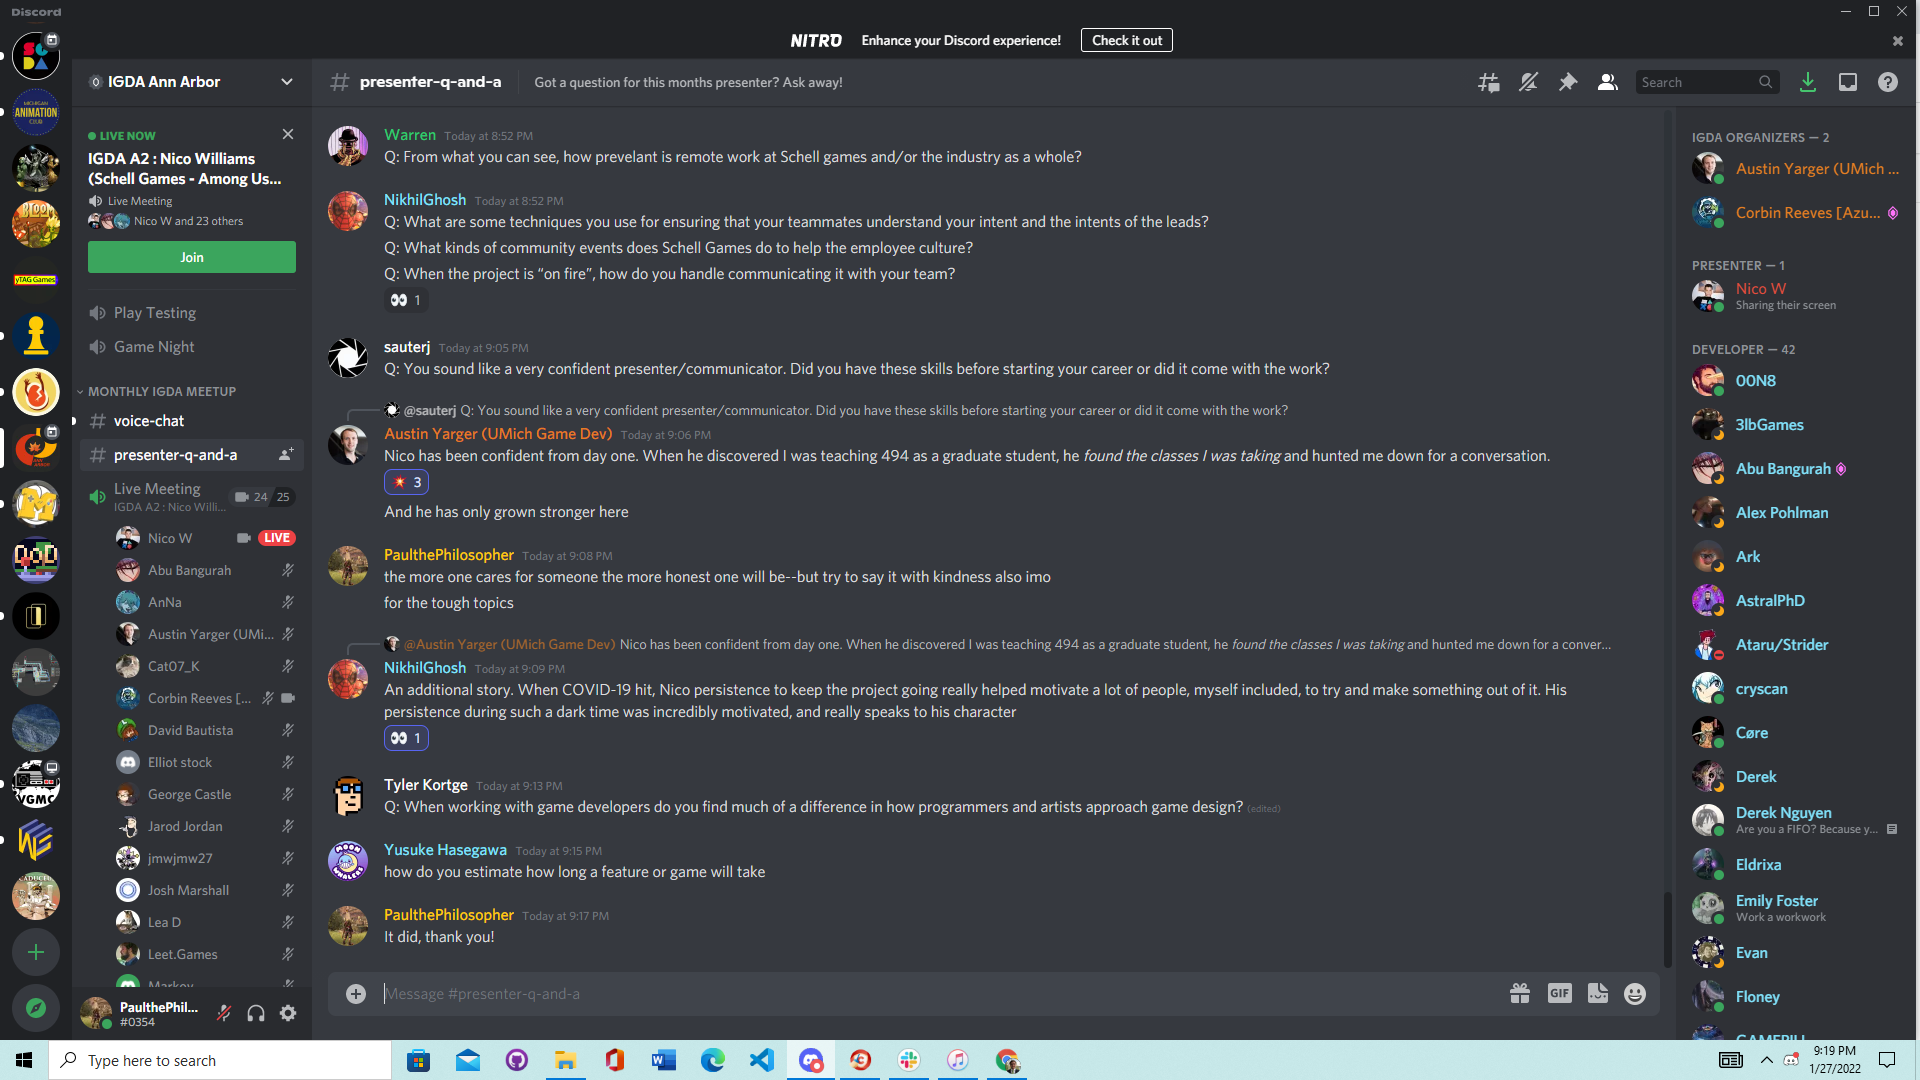 Discord
NITRO Enhance your Discord experience! Check it out
IGDA Ann Arbor
presenter-q-and-a Got a question for this months presenter? Ask away!
Search
LIVE NOW
IGDA A2 : Nico Williams
(Schell Games - Among Us...
Live Meeting
Nico W and 23 others
Join
Play Testing
Game Night
MONTHLY IGDA MEETUP
voice-chat
presenter-q-and-a
Live Meeting
24 25
IGDA A2 : Nico Willi...
Nico W LIVE
Abu Bangurah
AnNa
Austin Yarger (UMi...
Cat07_K
Corbin Reeves [...
David Bautista
Elliot stock
George Castle
Jarod Jordan
jmwjmw27
Josh Marshall
Lea D
Leet.Games
PaulthePhil...
#0354
MICHIGAN
ANIMATION
CLUB
BLOOM
yTAG Games
VGMC
Warren Today at 8:52 PM
Q: From what you can see, how prevelant is remote work at Schell games and/or the industry as a whole?
NikhilGhosh Today at 8:52 PM
Q: What are some techniques you use for ensuring that your teammates understand your intent and the intents of the leads?
Q: What kinds of community events does Schell Games do to help the employee culture?
Q: When the project is “on fire”, how do you handle communicating it with your team?
1
sauterj Today at 9:05 PM
Q: You sound like a very confident presenter/communicator. Did you have these skills before starting your career or did it come with the work?
@sauterj Q: You sound like a very confident presenter/communicator. Did you have these skills before starting your career or did it come with the work?
Austin Yarger (UMich Game Dev) Today at 9:06 PM
Nico has been confident from day one. When he discovered I was teaching 494 as a graduate student, he found the classes I was taking and hunted me down for a conversation.
3
And he has only grown stronger here
PaulthePhilosopher Today at 9:08 PM
the more one cares for someone the more honest one will be--but try to say it with kindness also imo
for the tough topics
@Austin Yarger (UMich Game Dev) Nico has been confident from day one. When he discovered I was teaching 494 as a graduate student, he found the classes I was taking and hunted me down for a conver...
NikhilGhosh Today at 9:09 PM
An additional story. When COVID-19 hit, Nico persistence to keep the project going really helped motivate a lot of people, myself included, to try and make something out of it. His
persistence during such a dark time was incredibly motivated, and really speaks to his character
1
Tyler Kortge Today at 9:13 PM
Q: When working with game developers do you find much of a difference in how programmers and artists approach game design? (edited)
MOON
WHALERS
Yusuke Hasegawa Today at 9:15 PM
how do you estimate how long a feature or game will take
PaulthePhilosopher Today at 9:17 PM
It did, thank you!
Message #presenter-q-and-a
GIF
IGDA ORGANIZERS — 2
Austin Yarger (UMich ...
Corbin Reeves [Azu...
PRESENTER — 1
Nico W
Sharing their screen
DEVELOPER — 42
00N8
3lbGames
Abu Bangurah
Alex Pohlman
Ark
AstralPhD
Ataru/Strider
cryscan
Cøre
Derek
Derek Nguyen
Are you a FIFO? Because y...
Eldrixa
Emily Foster
Work a workwork
Evan
Floney
Type here to search
9:19 PM
1/27/2022